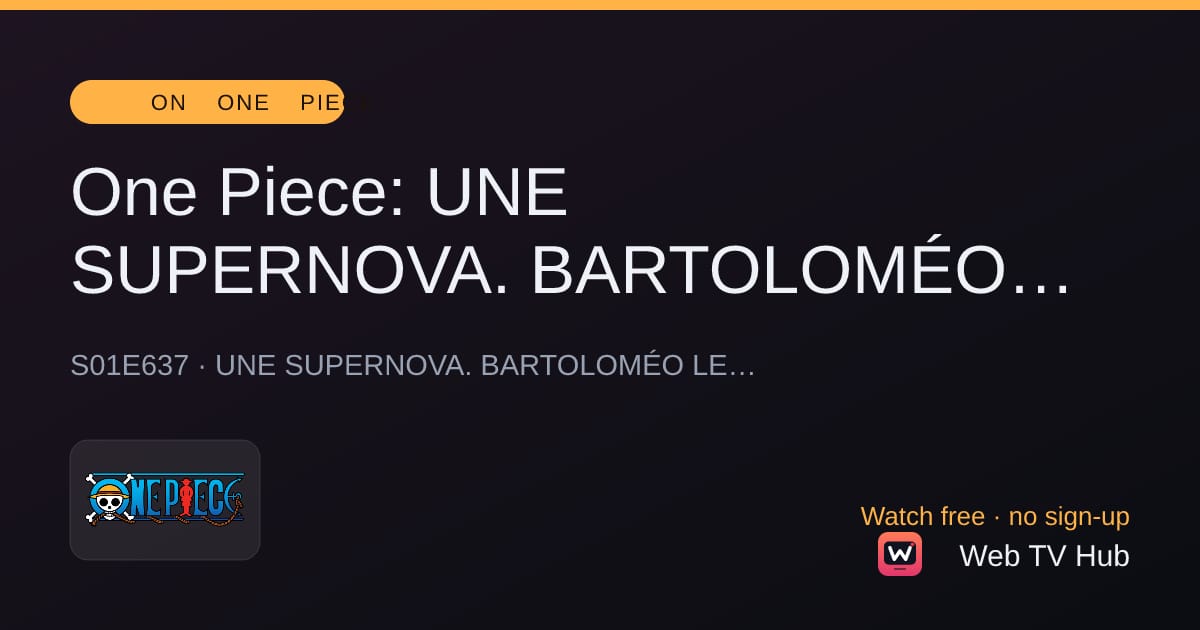 ON ONE PIECE
One Piece: UNE
SUPERNOVA. BARTOLOMÉO…
S01E637 · UNE SUPERNOVA. BARTOLOMÉO LE…
ONE PIECE
Watch free · no sign-up
W
Web TV Hub